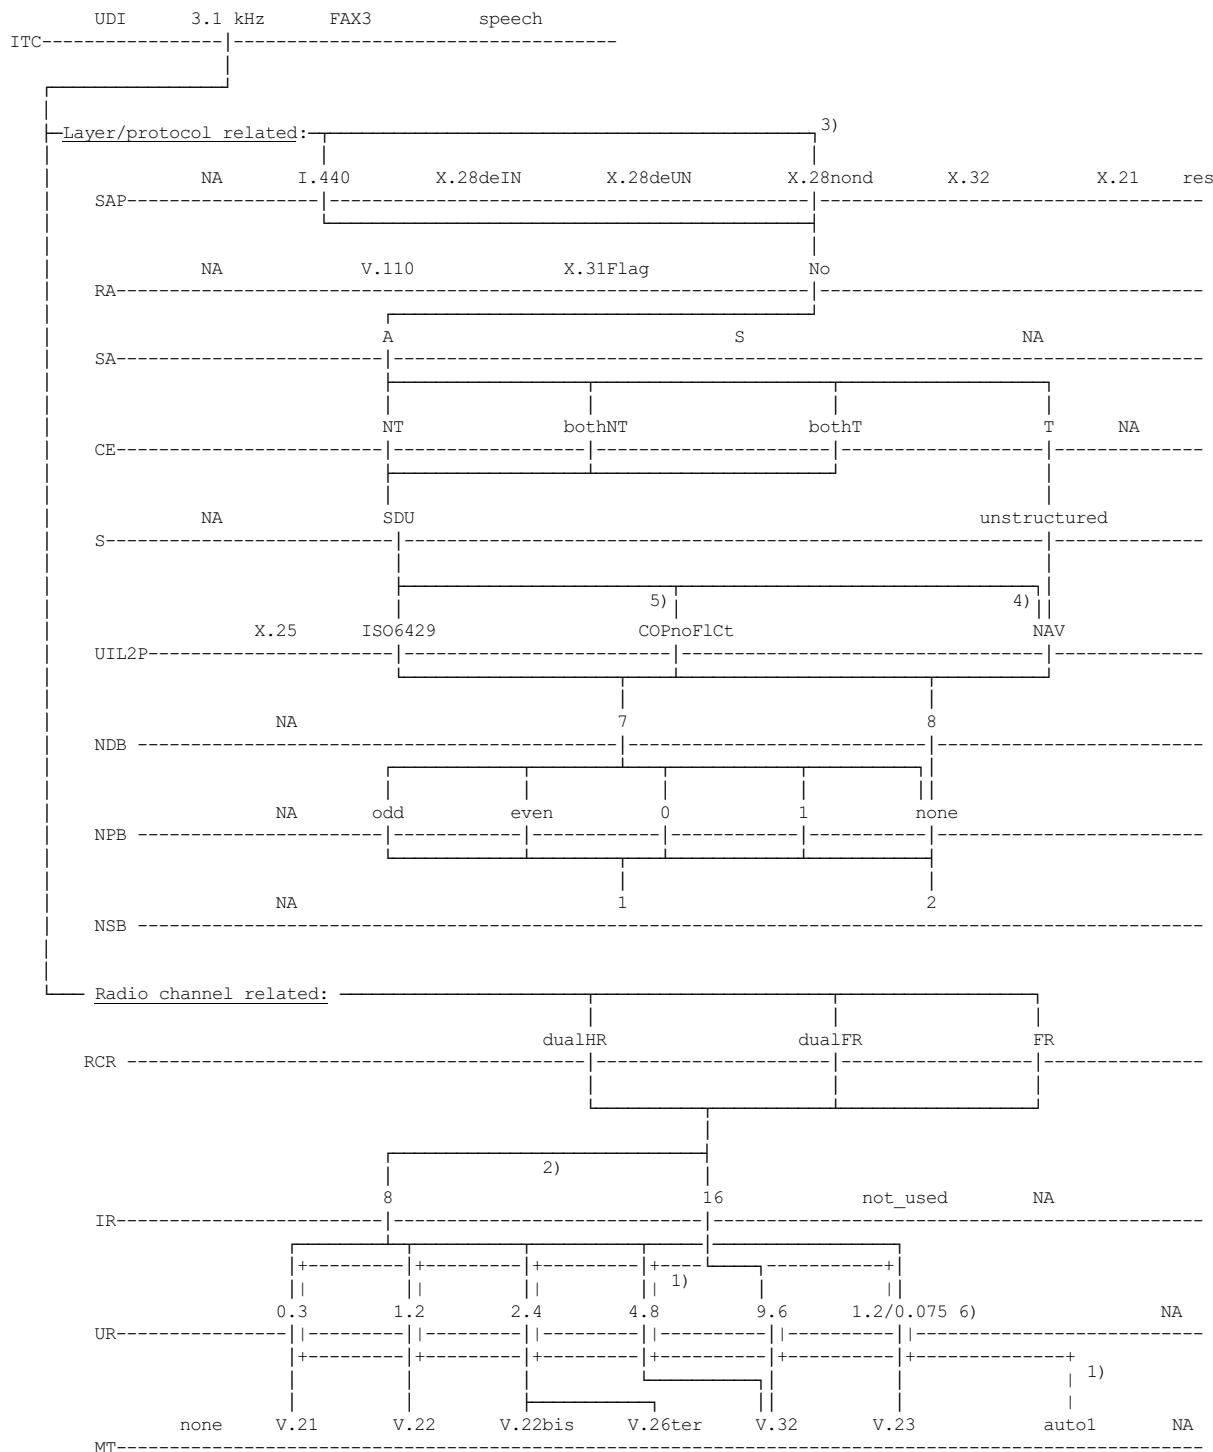 UDI 3.1 kHz FAX3 speech
ITC
Layer/protocol related: 3)
NA I.440 X.28deIN X.28deUN X.28nond X.32 X.21 res
SAP
NA V.110 X.31Flag No
RA
A S NA
SA
NT bothNT bothT T NA
CE
NA SDU unstructured
S
5) 4)
X.25 ISO6429 COPnoFlCt NAV
UIL2P
NA 7 8
NDB
NA odd even 0 1 none
NPB
NA 1 2
NSB
Radio channel related:
dualHR dualFR FR
RCR
2)
8 16 not_used NA
IR
1)
0.3 1.2 2.4 4.8 9.6 1.2/0.075 6) NA
UR
1)
none V.21 V.22 V.22bis V.26ter V.32 V.23 auto1 NA
MT